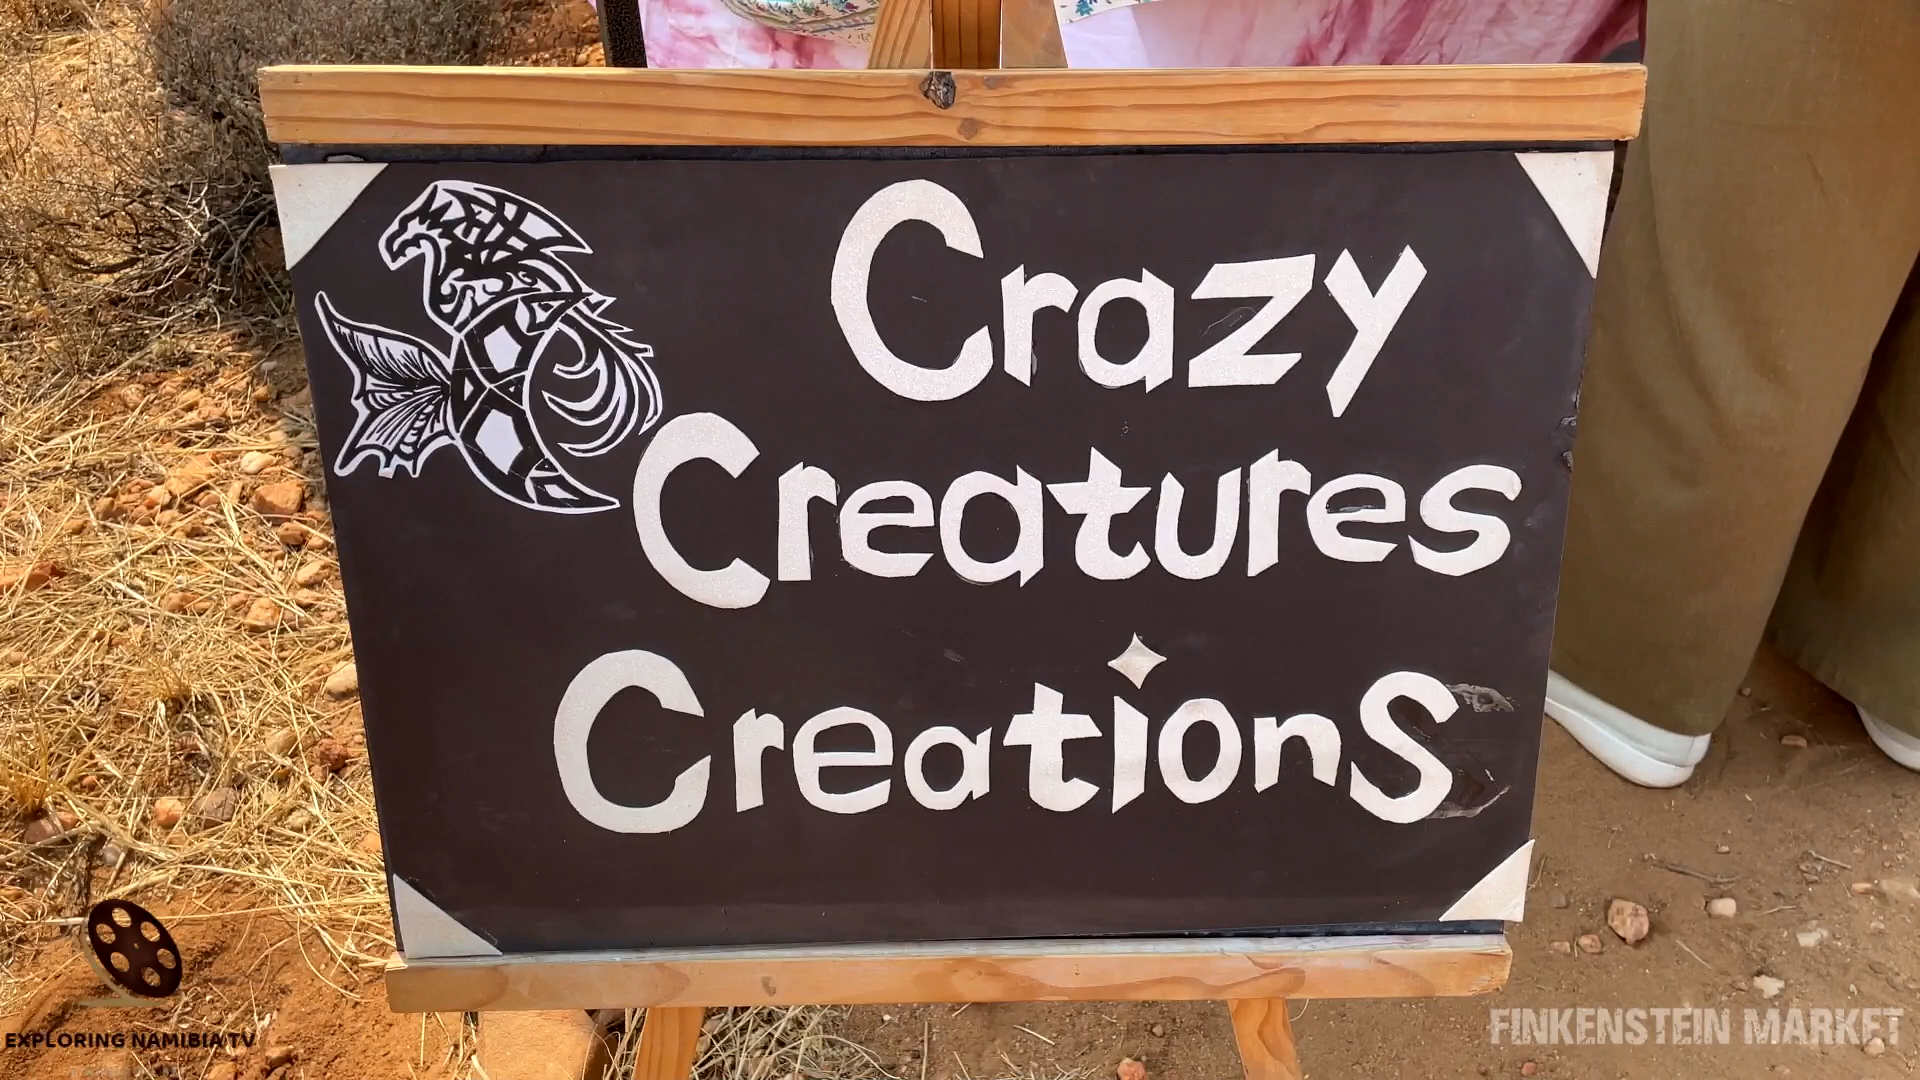 Crazy
Creatures
Creations
EXPLORING NAMIBIA TV
FINKENSTEIN MARKET